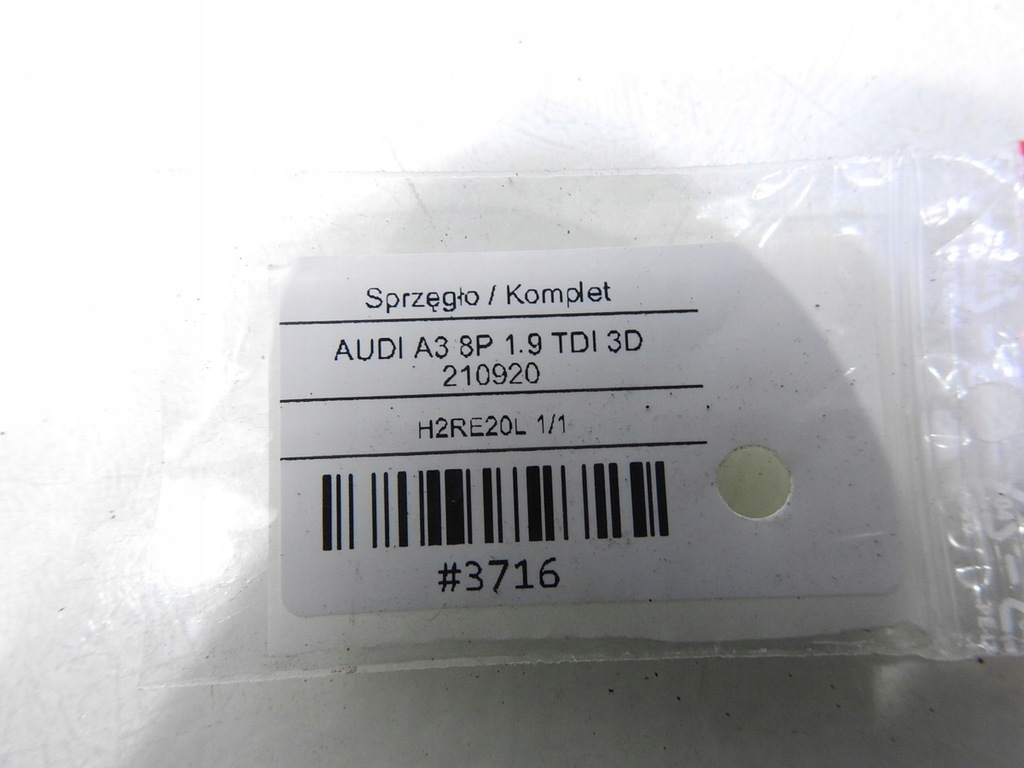 Sprzęgło / Komplet
AUDI A3 8P 1.9 TDI 3D
210920
H2RE20L 1/1
#3716